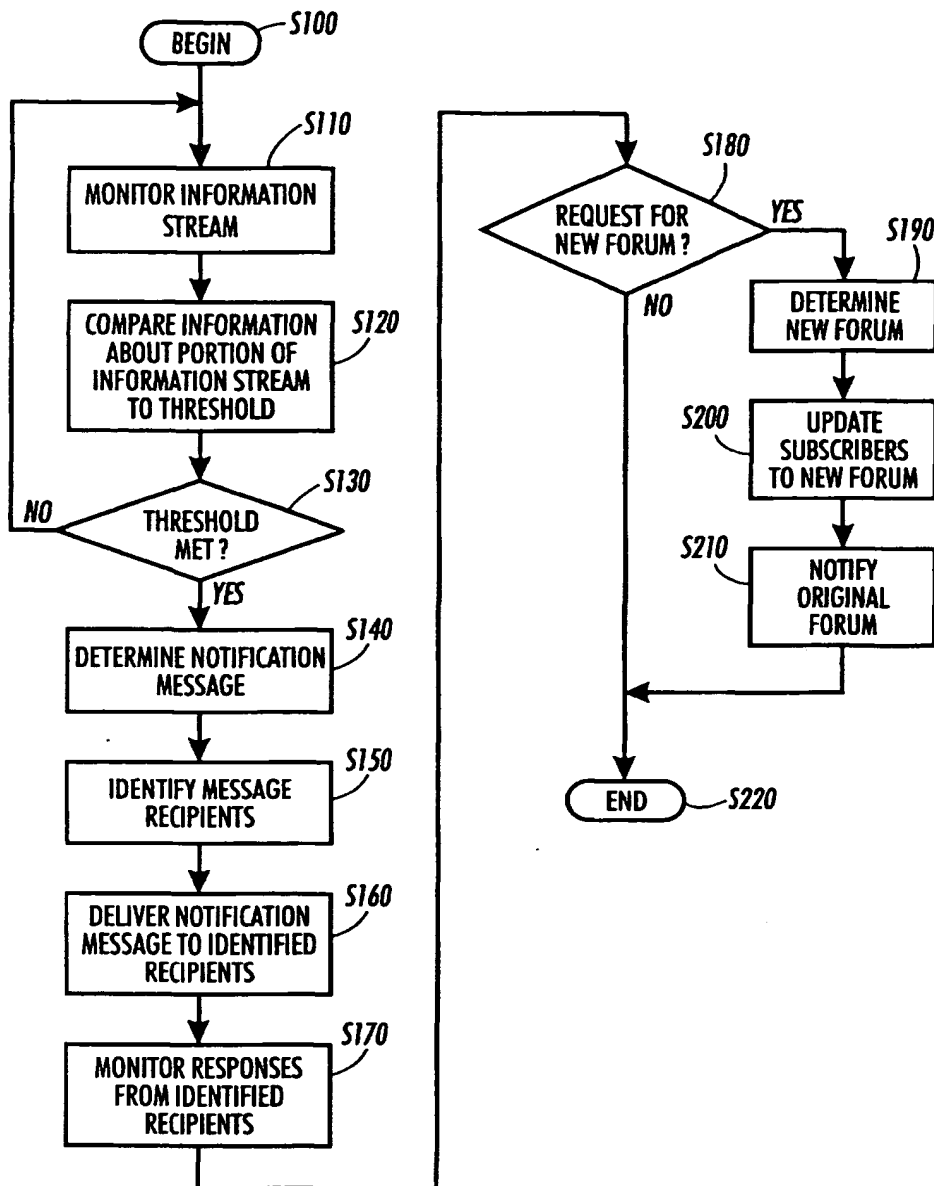 BEGIN
S100
S110
MONITOR INFORMATION
STREAM
S120
COMPARE INFORMATION
ABOUT PORTION OF
INFORMATION STREAM
TO THRESHOLD
S130
NO
THRESHOLD
MET ?
YES
S140
DETERMINE NOTIFICATION
MESSAGE
S150
IDENTIFY MESSAGE
RECIPIENTS
S160
DELIVER NOTIFICATION
MESSAGE TO IDENTIFIED
RECIPIENTS
S170
MONITOR RESPONSES
FROM IDENTIFIED
RECIPIENTS
S180
REQUEST FOR
NEW FORUM ?
YES
NO
S190
DETERMINE
NEW FORUM
S200
UPDATE
SUBSCRIBERS
TO NEW FORUM
S210
NOTIFY
ORIGINAL
FORUM
END
S220